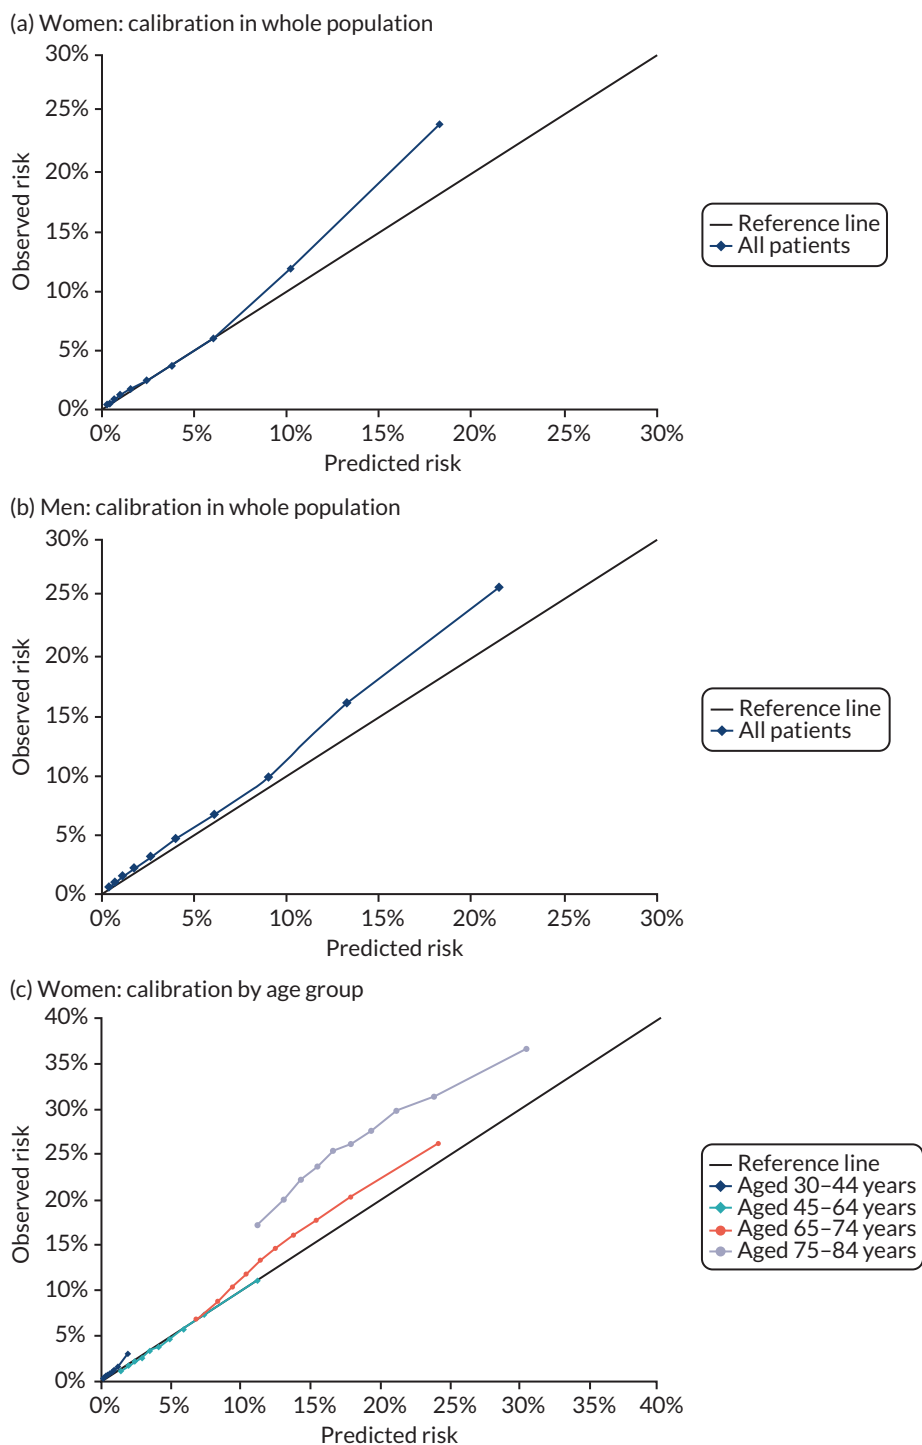 (a) Women: calibration in whole population
30%
25%
20%
15%
10%
5%
0%
Observed risk
0% 5% 10% 15% 20% 25% 30%
Predicted risk
Reference line
All patients
(b) Men: calibration in whole population
30%
25%
20%
15%
10%
5%
0%
Observed risk
0% 5% 10% 15% 20% 25% 30%
Predicted risk
Reference line
All patients
(c) Women: calibration by age group
40%
35%
30%
25%
20%
15%
10%
5%
0%
Observed risk
0% 5% 10% 15% 20% 25% 30% 35% 40%
Predicted risk
Reference line
Aged 30–44 years
Aged 45–64 years
Aged 65–74 years
Aged 75–84 years